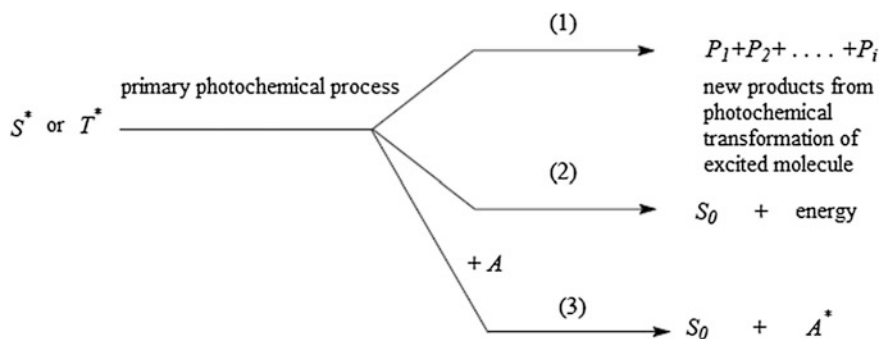 (1)
P1+P2+ . . . . +Pi
primary photochemical process
new products from
photochemical
transformation of
excited molecule
S* or T*
(2)
S0 + energy
+ A
(3)
S0 + A*